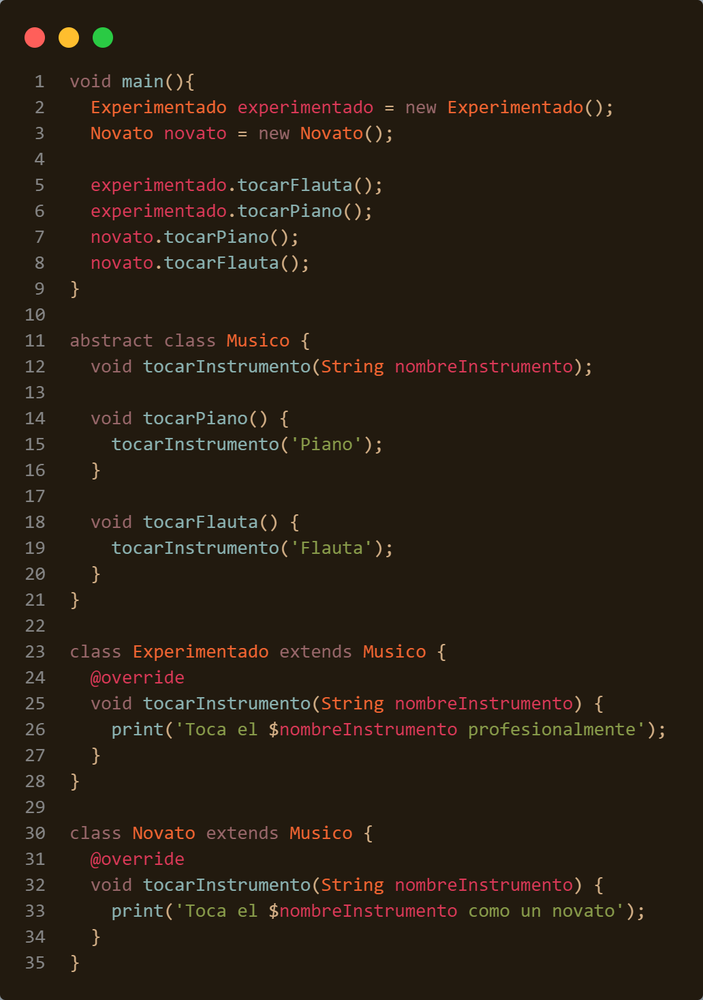 1 void main(){
2   Experimentado experimentado = new Experimentado();
3   Novato novato = new Novato();
4
5   experimentado.tocarFlauta();
6   experimentado.tocarPiano();
7   novato.tocarPiano();
8   novato.tocarFlauta();
9 }
10
11 abstract class Musico {
12   void tocarInstrumento(String nombreInstrumento);
13
14   void tocarPiano() {
15     tocarInstrumento('Piano');
16   }
17
18   void tocarFlauta() {
19     tocarInstrumento('Flauta');
20   }
21 }
22
23 class Experimentado extends Musico {
24   @override
25   void tocarInstrumento(String nombreInstrumento) {
26     print('Toca el $nombreInstrumento profesionalmente');
27   }
28 }
29
30 class Novato extends Musico {
31   @override
32   void tocarInstrumento(String nombreInstrumento) {
33     print('Toca el $nombreInstrumento como un novato');
34   }
35 }